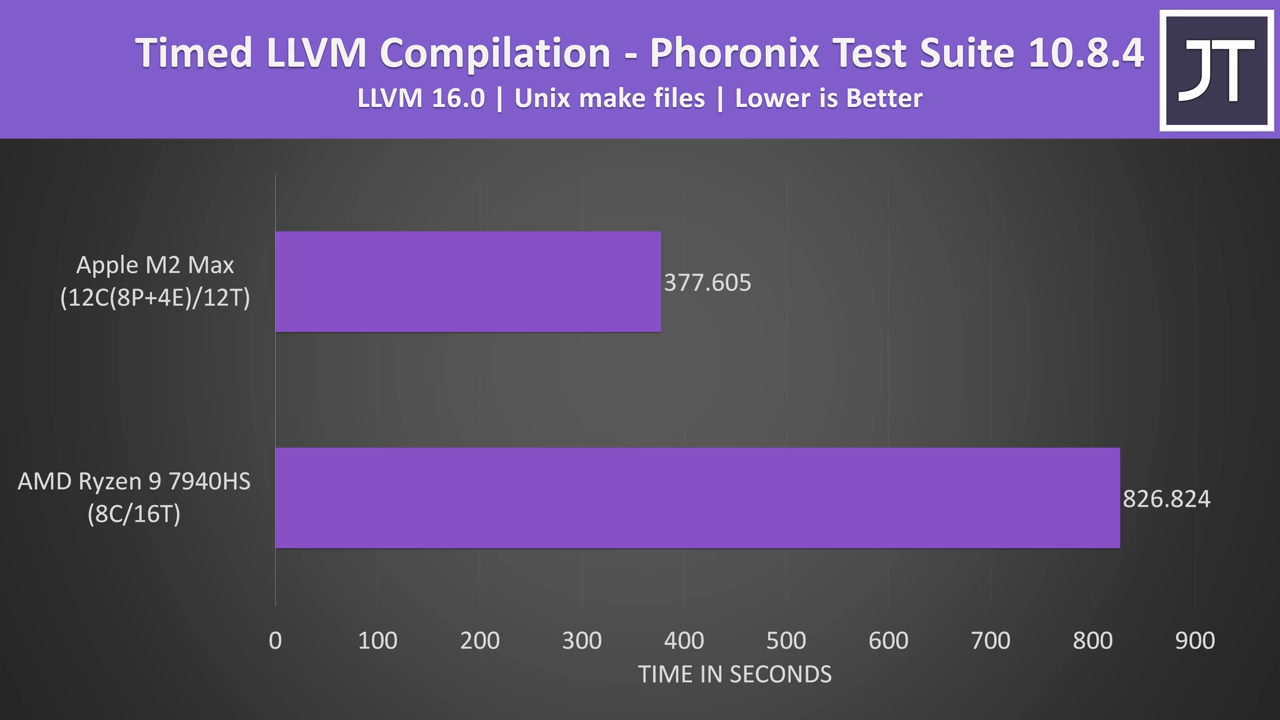 Timed LLVM Compilation - Phoronix Test Suite 10.8.4
LLVM 16.0 | Unix make files | Lower is Better
JT
Apple M2 Max
(12C(8P+4E)/12T)
377.605
AMD Ryzen 9 7940HS
(8C/16T)
826.824
0 100 200 300 400 500 600 700 800 900
TIME IN SECONDS